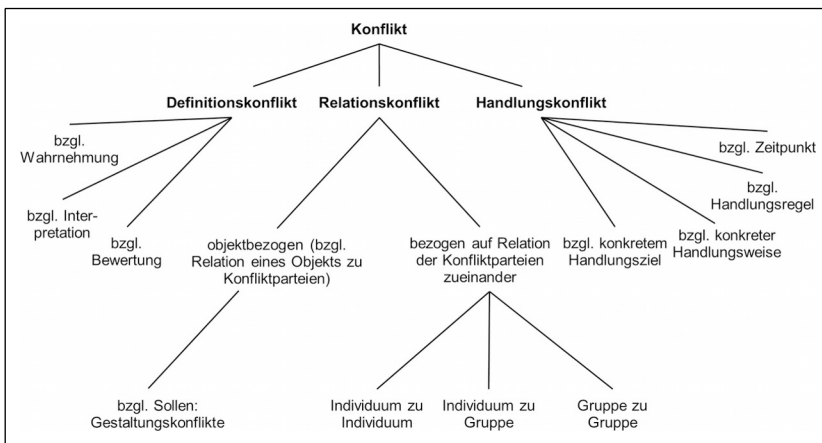 Konflikt
Definitionskonflikt
Relationskonflikt
Handlungskonflikt
bzgl.
Wahrnehmung
bzgl. Inter-
pretation
bzgl.
Bewertung
objektbezogen (bzgl.
Relation eines Objekts zu
Konfliktparteien)
bezogen auf Relation
der Konfliktparteien
zueinander
bzgl. konkretem
Handlungsziel
bzgl. konkreter
Handlungsweise
bzgl.
Handlungsregel
bzgl. Zeitpunkt
bzgl. Sollen:
Gestaltungskonflikte
Individuum zu
Individuum
Individuum zu
Gruppe
Gruppe zu
Gruppe